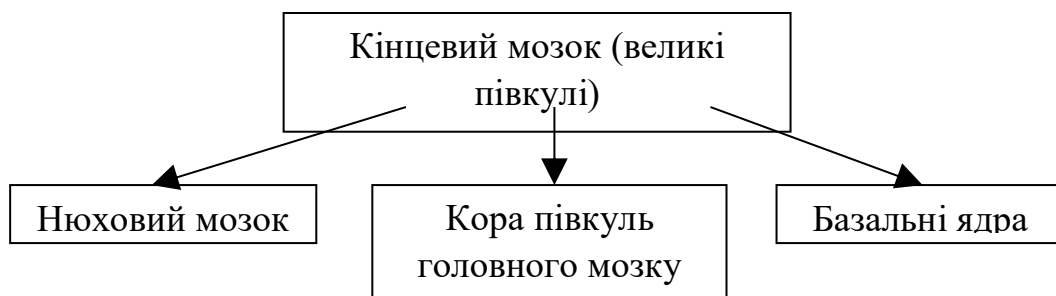 Кінцевий мозок (великі
півкулі)
Нюховий мозок
Кора півкуль
головного мозку
Базальні ядра